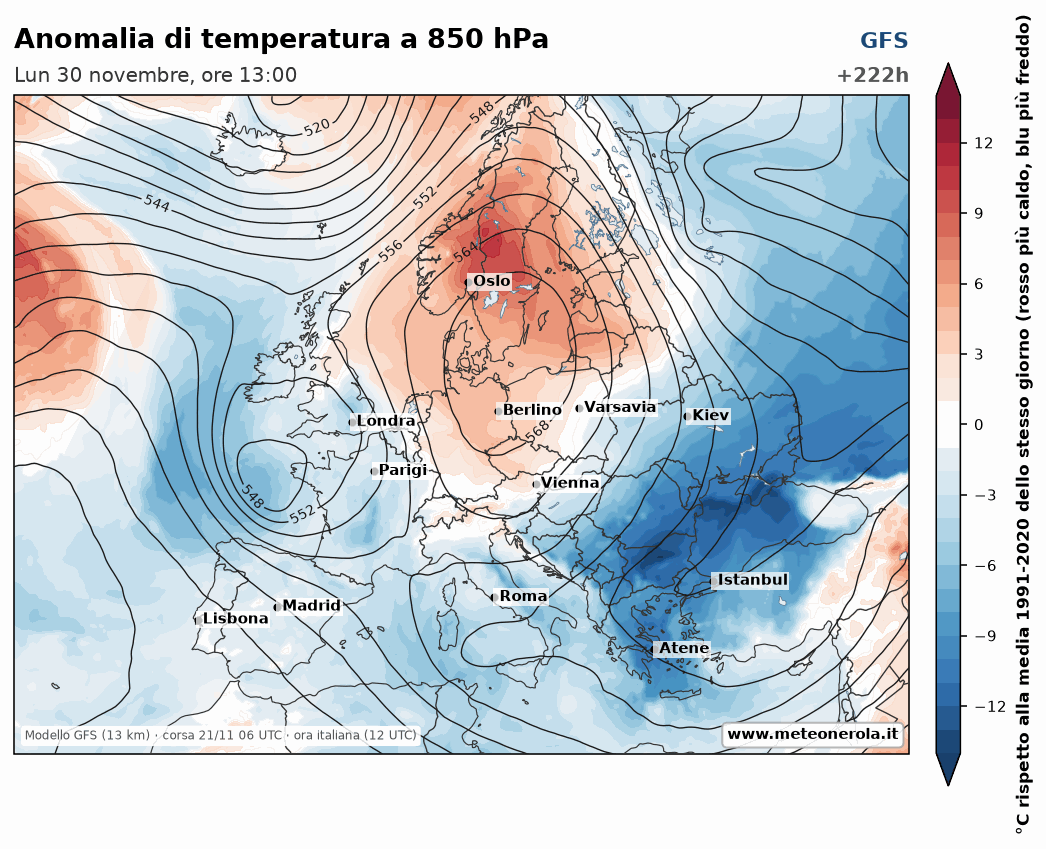 Anomalia di temperatura a 850 hPa
GFS
Lun 30 novembre, ore 13:00
+222h
520
548
544
552
556
564
Oslo
Londra
Berlino
Varsavia
Kiev
568
Parigi
Vienna
548
552
Istanbul
Roma
Madrid
Lisbona
Atene
Modello GFS (13 km) · corsa 21/11 06 UTC · ora italiana (12 UTC)
www.meteonerola.it
12
9
6
3
0
−3
−6
−9
−12
°C rispetto alla media 1991-2020 dello stesso giorno (rosso più caldo, blu più freddo)